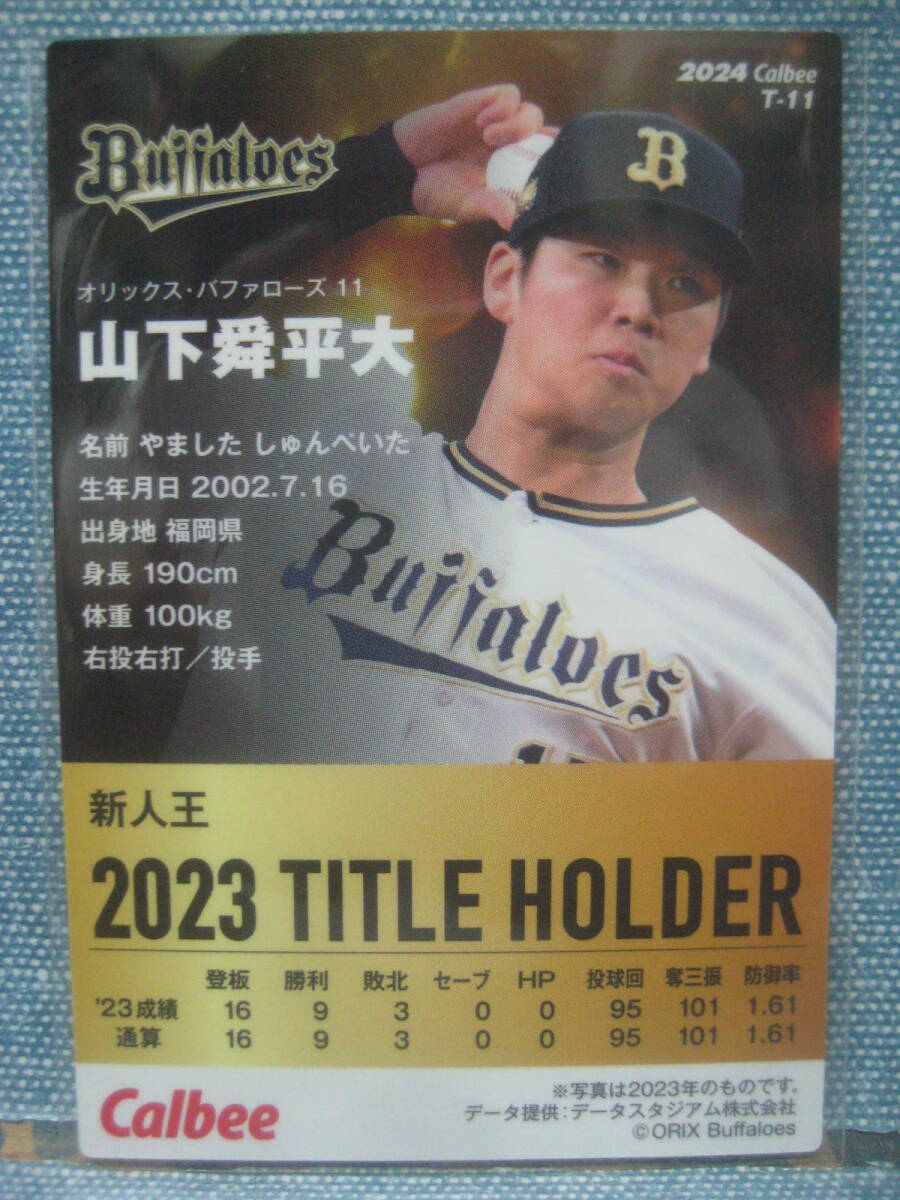 2024 Calbee
T-11
Buffaloes
B
オリックス・バファローズ 11
山下舜平大
名前 やました しゅんぺいた
生年月日 2002.7.16
出身地 福岡県
身長 190cm
体重 100kg
右投右打／投手
Buffaloes
新人王
2023 TITLE HOLDER
登板 勝利 敗北 セーブ HP 投球回 奪三振 防御率
'23成績 16 9 3 0 0 95 101 1.61
通算 16 9 3 0 0 95 101 1.61
Calbee
※写真は2023年のものです。
データ提供：データスタジアム株式会社
©ORIX Buffaloes